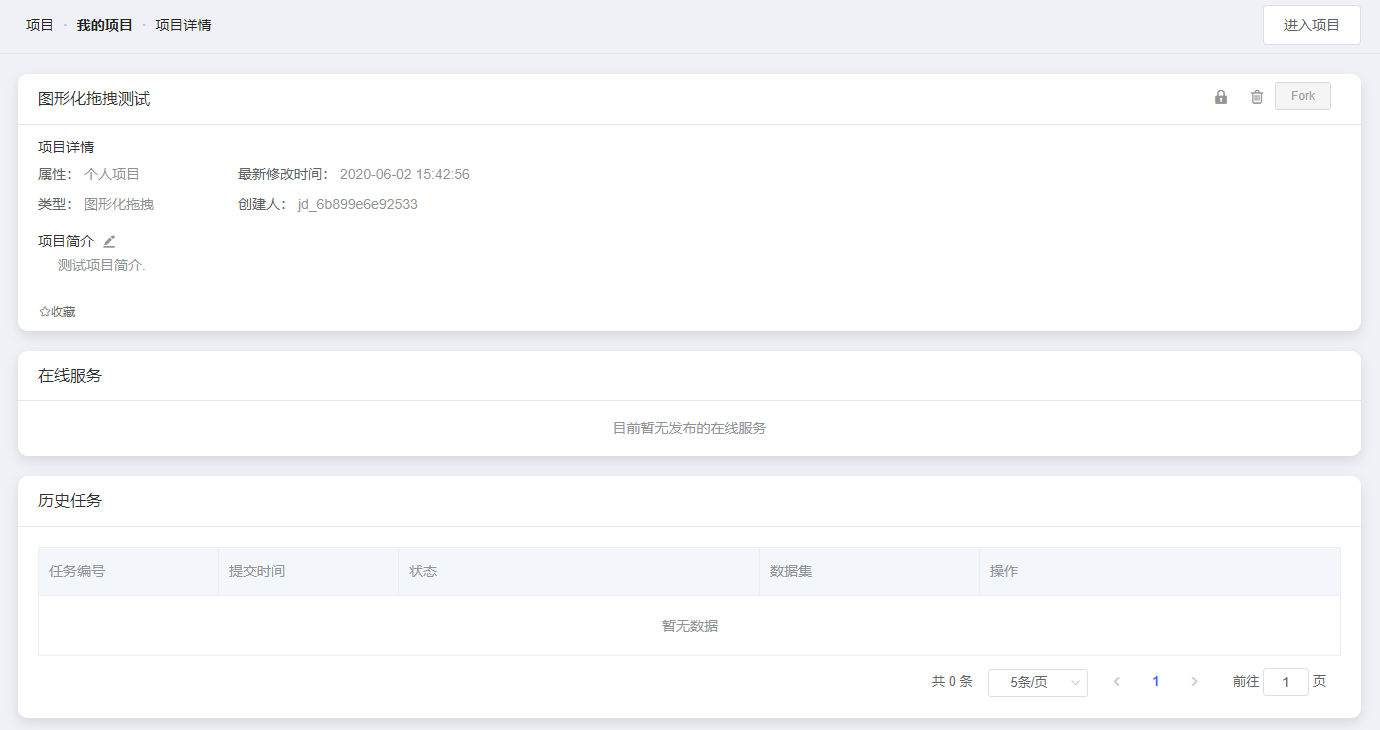 项目 · 我的项目 · 项目详情
进入项目
图形化拖拽测试
Fork
项目详情
属性： 个人项目 最新修改时间： 2020-06-02 15:42:56
类型： 图形化拖拽 创建人： jd_6b899e6e92533
项目简介
测试项目简介.
收藏
在线服务
目前暂无发布的在线服务
历史任务
任务编号 提交时间 状态 数据集 操作
暂无数据
共 0 条 5条/页 1 前往 1 页